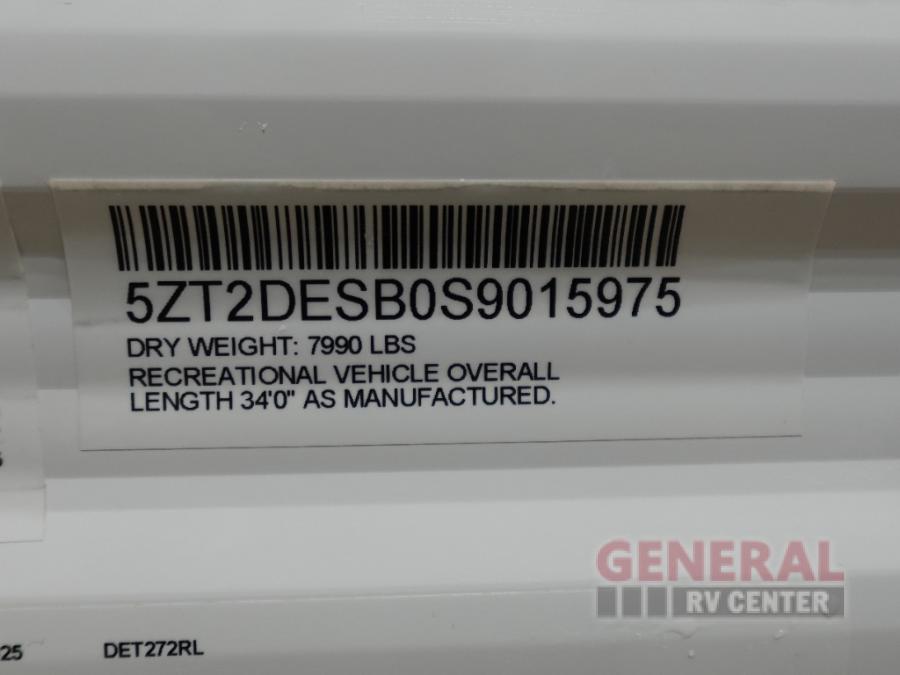 5ZT2DESB0S9015975
DRY WEIGHT: 7990 LBS
RECREATIONAL VEHICLE OVERALL
LENGTH 34'0" AS MANUFACTURED.
GENERAL
RV CENTER
25 DET272RL